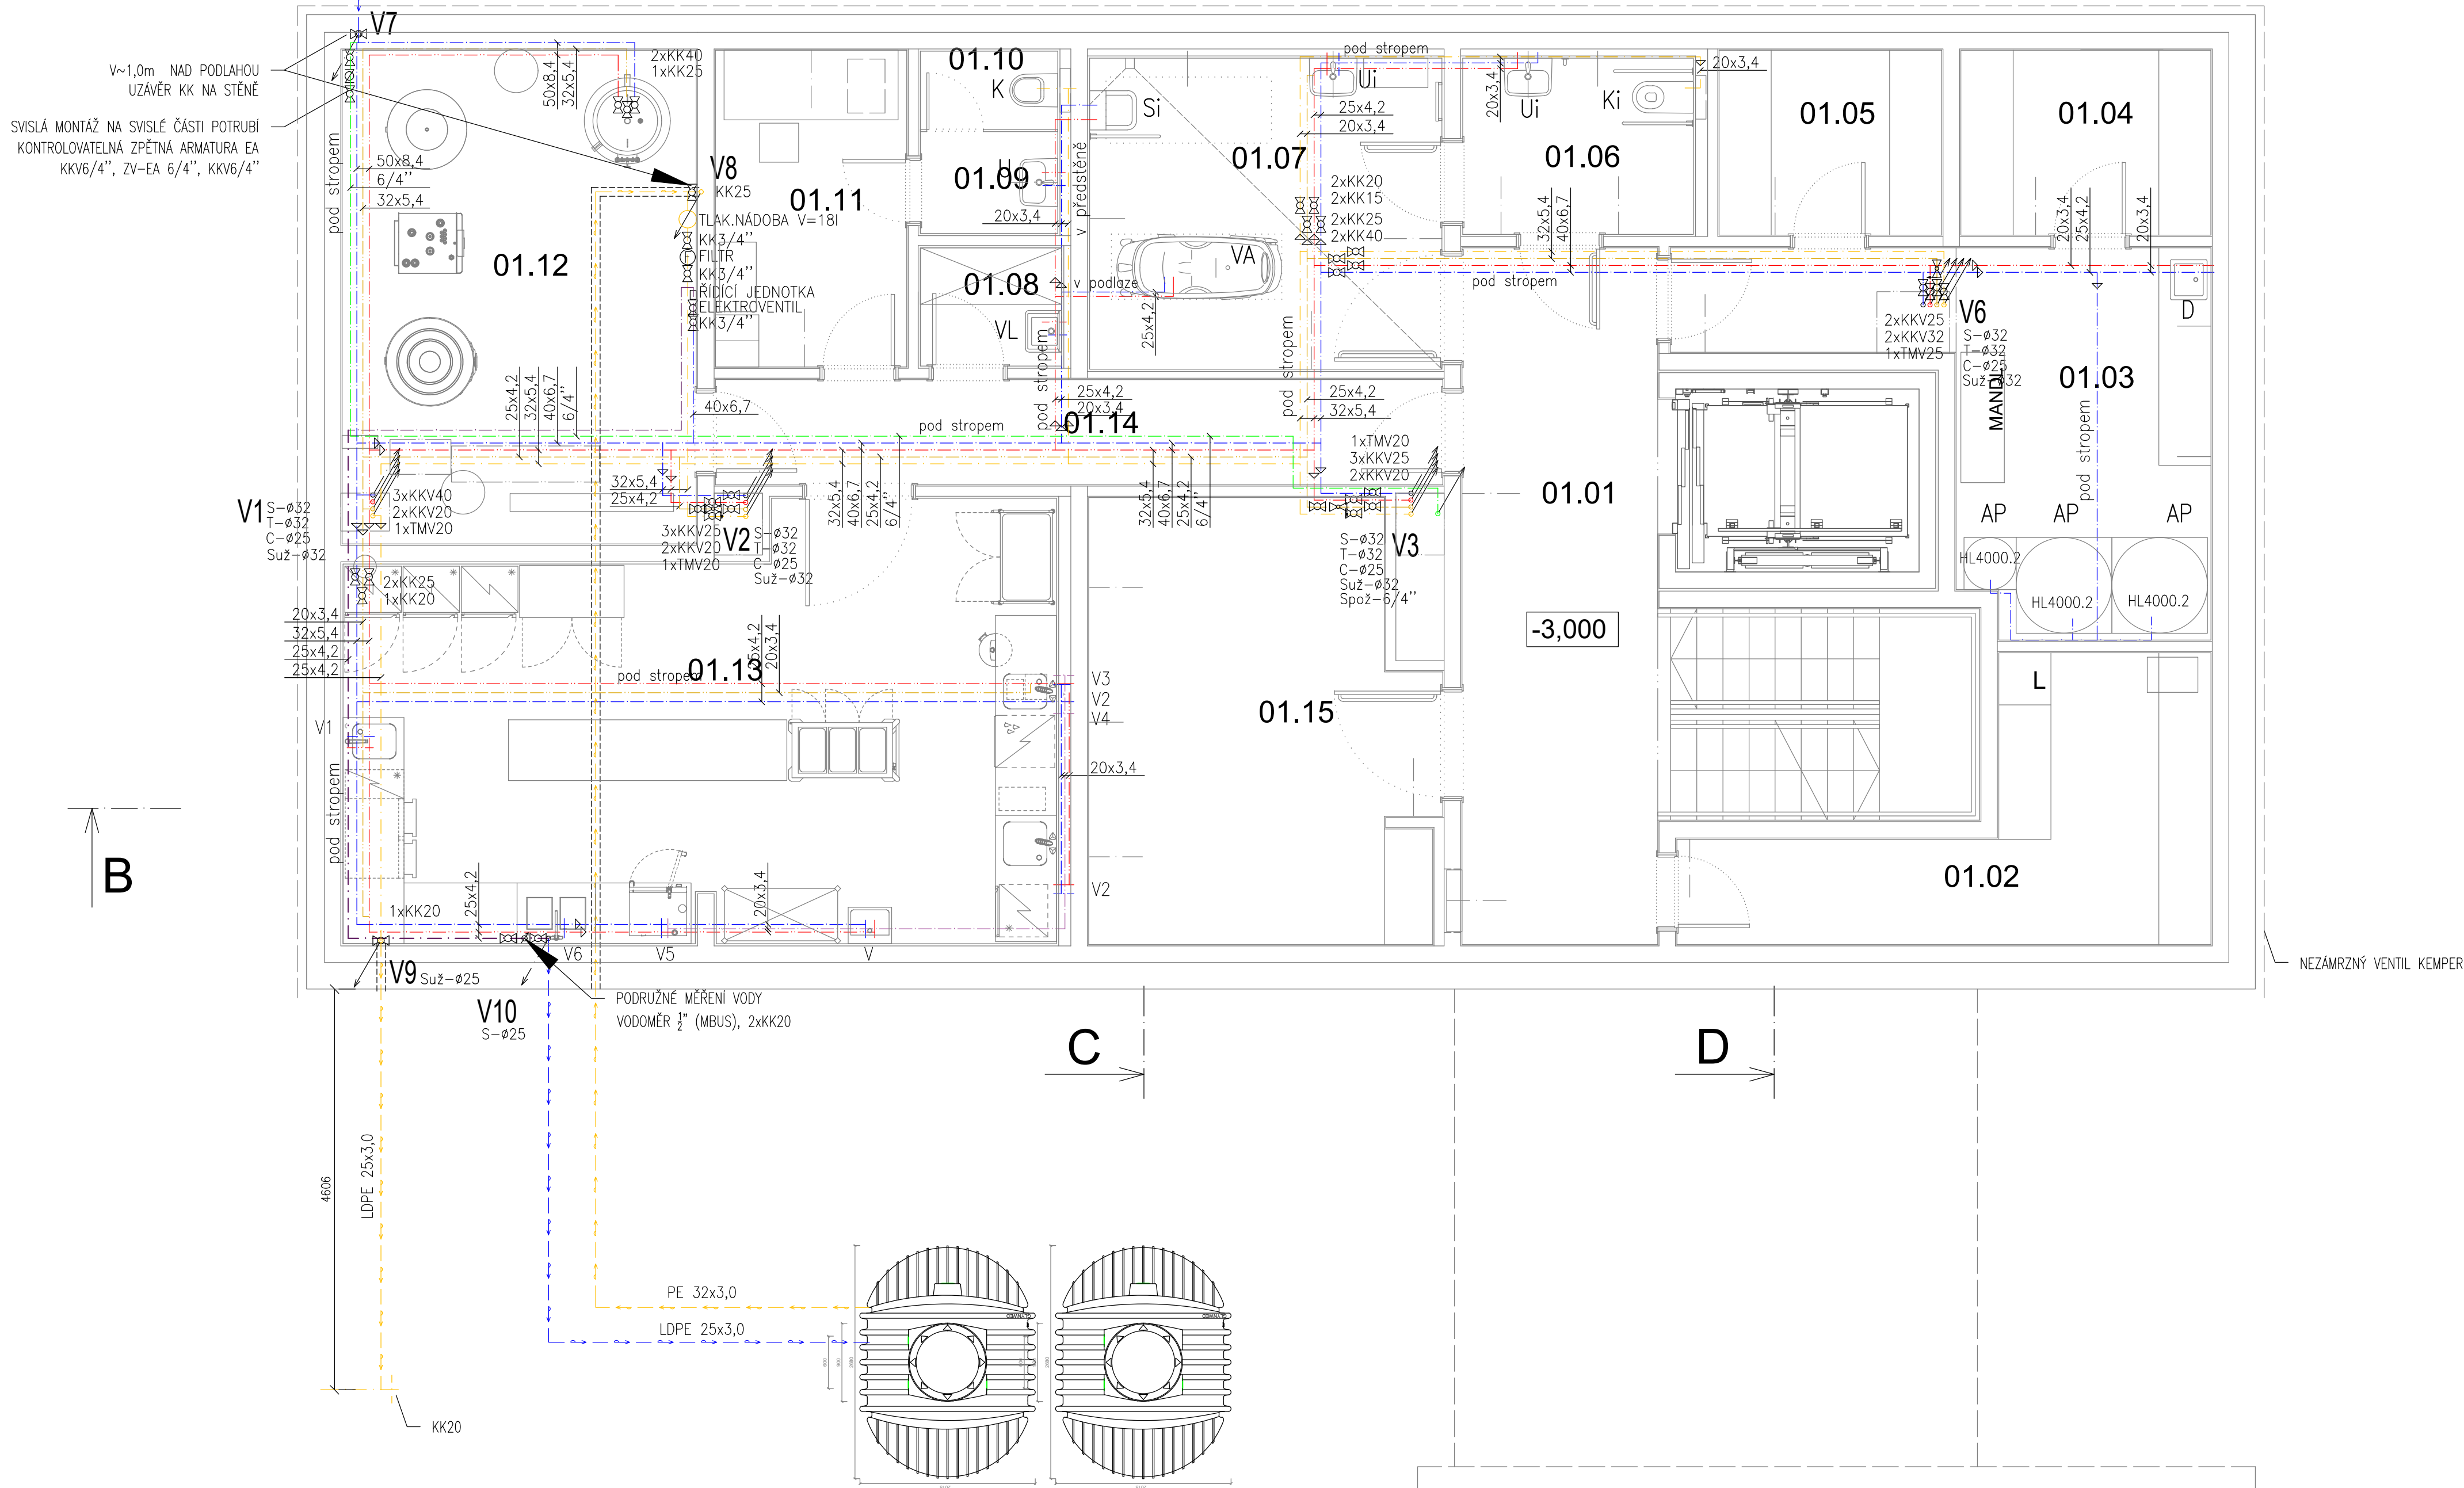 V7
V~1,0m NAD PODLAHOU
UZÁVĚR KK NA STĚNĚ
SVISLÁ MONTÁŽ NA SVISLÉ ČÁSTI POTRUBÍ
KONTROLOVATELNÁ ZPĚTNÁ ARMATURA EA
KKV6/4'', ZV-EA 6/4'', KKV6/4''
pod stropem
50x8,4
6/4''
32x5,4
50x8,4
32x5,4
2xKK40
1xKK25
01.12
V8
KK25
TLAK.NÁDOBA V=18l
KK3/4''
F
FILTR
KK3/4''
ŘÍDÍCÍ JEDNOTKA
ELEKTROVENTIL
KK3/4''
01.11
01.10
K
01.09
U
20x3,4
v předstěně
01.08
VL
v podlaze
pod stropem
Si
01.07
VA
25x4,2
pod stropem
Ui
25x4,2
20x3,4
2xKK20
2xKK15
2xKK25
2xKK40
20x3,4
Ui
Ki
01.06
20x3,4
01.05
01.04
32x5,4
40x6,7
pod stropem
20x3,4
25x4,2
20x3,4
D
2xKKV25
2xKKV32
1xTMV25
V6
S-ø32
T-ø32
C-ø25
Suž-ø32
MANDL
01.03
pod stropem
AP
AP
AP
HL4000.2
HL4000.2
HL4000.2
25x4,2
32x5,4
40x6,7
6/4''
40x6,7
25x4,2
20x3,4
01.14
pod stropem
pod stropem
25x4,2
32x5,4
1xTMV20
3xKKV25
2xKKV20
V1
S-ø32
T-ø32
C-ø25
Suž-ø32
3xKKV40
2xKKV20
1xTMV20
32x5,4
25x4,2
3xKKV25
2xKKV20
1xTMV20
V2
S-ø32
T-ø32
C-ø25
Suž-ø32
32x5,4
40x6,7
25x4,2
6/4''
32x5,4
40x6,7
25x4,2
6/4''
V3
S-ø32
T-ø32
C-ø25
Suž-ø32
Spož-6/4''
01.01
-3,000
2xKK25
1xKK20
20x3,4
32x5,4
25x4,2
25x4,2
25x4,2
20x3,4
pod stropem
01.13
V3
V2
V4
V1
pod stropem
20x3,4
V2
01.15
L
01.02
B
1xKK20
25x4,2
20x3,4
V6
V5
V
V9
Suž-ø25
V10
S-ø25
PODRUŽNÉ MĚŘENÍ VODY
VODOMĚR ½" (MBUS), 2xKK20
NEZÁMRZNÝ VENTIL KEMPER
C
D
4606
LDPE 25x3,0
PE 32x3,0
LDPE 25x3,0
KK20